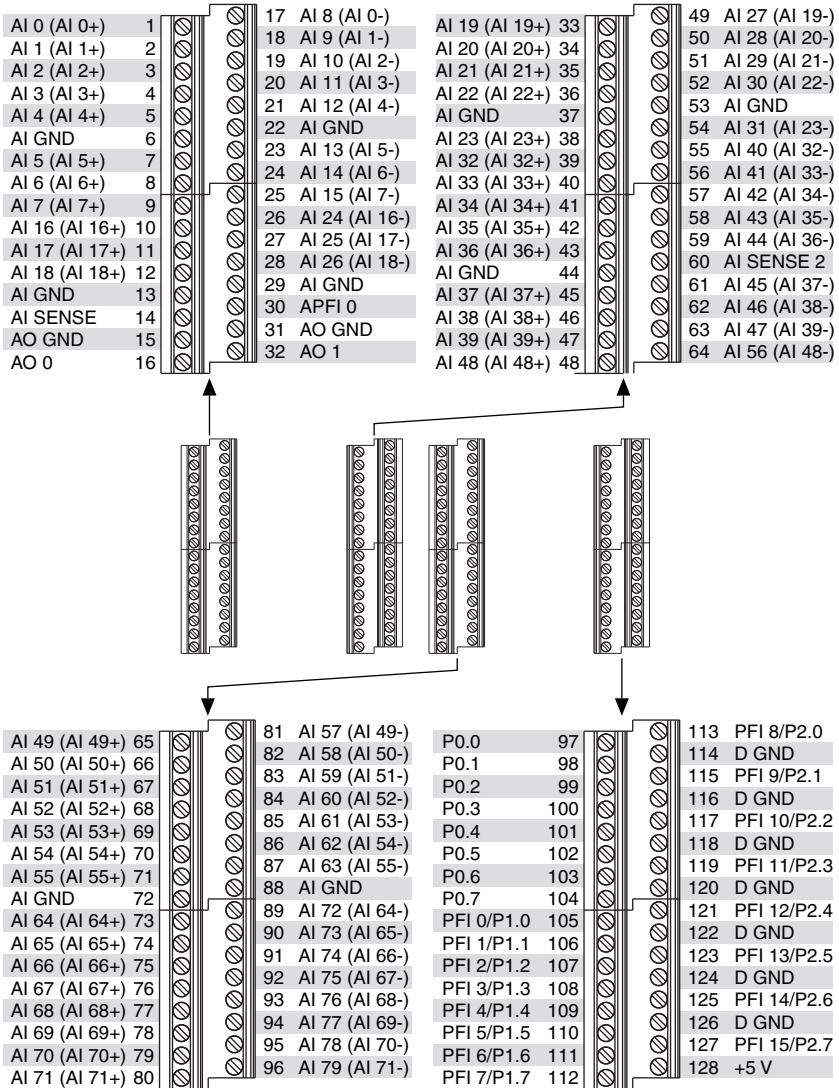 AI 0 (AI 0+) 1
AI 1 (AI 1+) 2
AI 2 (AI 2+) 3
AI 3 (AI 3+) 4
AI 4 (AI 4+) 5
AI GND 6
AI 5 (AI 5+) 7
AI 6 (AI 6+) 8
AI 7 (AI 7+) 9
AI 16 (AI 16+) 10
AI 17 (AI 17+) 11
AI 18 (AI 18+) 12
AI GND 13
AI SENSE 14
AO GND 15
AO 0 16
17 AI 8 (AI 0-)
18 AI 9 (AI 1-)
19 AI 10 (AI 2-)
20 AI 11 (AI 3-)
21 AI 12 (AI 4-)
22 AI GND
23 AI 13 (AI 5-)
24 AI 14 (AI 6-)
25 AI 15 (AI 7-)
26 AI 24 (AI 16-)
27 AI 25 (AI 17-)
28 AI 26 (AI 18-)
29 AI GND
30 APFI 0
31 AO GND
32 AO 1
AI 19 (AI 19+) 33
AI 20 (AI 20+) 34
AI 21 (AI 21+) 35
AI 22 (AI 22+) 36
AI GND 37
AI 23 (AI 23+) 38
AI 32 (AI 32+) 39
AI 33 (AI 33+) 40
AI 34 (AI 34+) 41
AI 35 (AI 35+) 42
AI 36 (AI 36+) 43
AI GND 44
AI 37 (AI 37+) 45
AI 38 (AI 38+) 46
AI 39 (AI 39+) 47
AI 48 (AI 48+) 48
49 AI 27 (AI 19-)
50 AI 28 (AI 20-)
51 AI 29 (AI 21-)
52 AI 30 (AI 22-)
53 AI GND
54 AI 31 (AI 23-)
55 AI 40 (AI 32-)
56 AI 41 (AI 33-)
57 AI 42 (AI 34-)
58 AI 43 (AI 35-)
59 AI 44 (AI 36-)
60 AI SENSE 2
61 AI 45 (AI 37-)
62 AI 46 (AI 38-)
63 AI 47 (AI 39-)
64 AI 56 (AI 48-)
AI 49 (AI 49+) 65
AI 50 (AI 50+) 66
AI 51 (AI 51+) 67
AI 52 (AI 52+) 68
AI 53 (AI 53+) 69
AI 54 (AI 54+) 70
AI 55 (AI 55+) 71
AI GND 72
AI 64 (AI 64+) 73
AI 65 (AI 65+) 74
AI 66 (AI 66+) 75
AI 67 (AI 67+) 76
AI 68 (AI 68+) 77
AI 69 (AI 69+) 78
AI 70 (AI 70+) 79
AI 71 (AI 71+) 80
81 AI 57 (AI 49-)
82 AI 58 (AI 50-)
83 AI 59 (AI 51-)
84 AI 60 (AI 52-)
85 AI 61 (AI 53-)
86 AI 62 (AI 54-)
87 AI 63 (AI 55-)
88 AI GND
89 AI 72 (AI 64-)
90 AI 73 (AI 65-)
91 AI 74 (AI 66-)
92 AI 75 (AI 67-)
93 AI 76 (AI 68-)
94 AI 77 (AI 69-)
95 AI 78 (AI 70-)
96 AI 79 (AI 71-)
P0.0 97
P0.1 98
P0.2 99
P0.3 100
P0.4 101
P0.5 102
P0.6 103
P0.7 104
PFI 0/P1.0 105
PFI 1/P1.1 106
PFI 2/P1.2 107
PFI 3/P1.3 108
PFI 4/P1.4 109
PFI 5/P1.5 110
PFI 6/P1.6 111
PFI 7/P1.7 112
113 PFI 8/P2.0
114 D GND
115 PFI 9/P2.1
116 D GND
117 PFI 10/P2.2
118 D GND
119 PFI 11/P2.3
120 D GND
121 PFI 12/P2.4
122 D GND
123 PFI 13/P2.5
124 D GND
125 PFI 14/P2.6
126 D GND
127 PFI 15/P2.7
128 +5 V